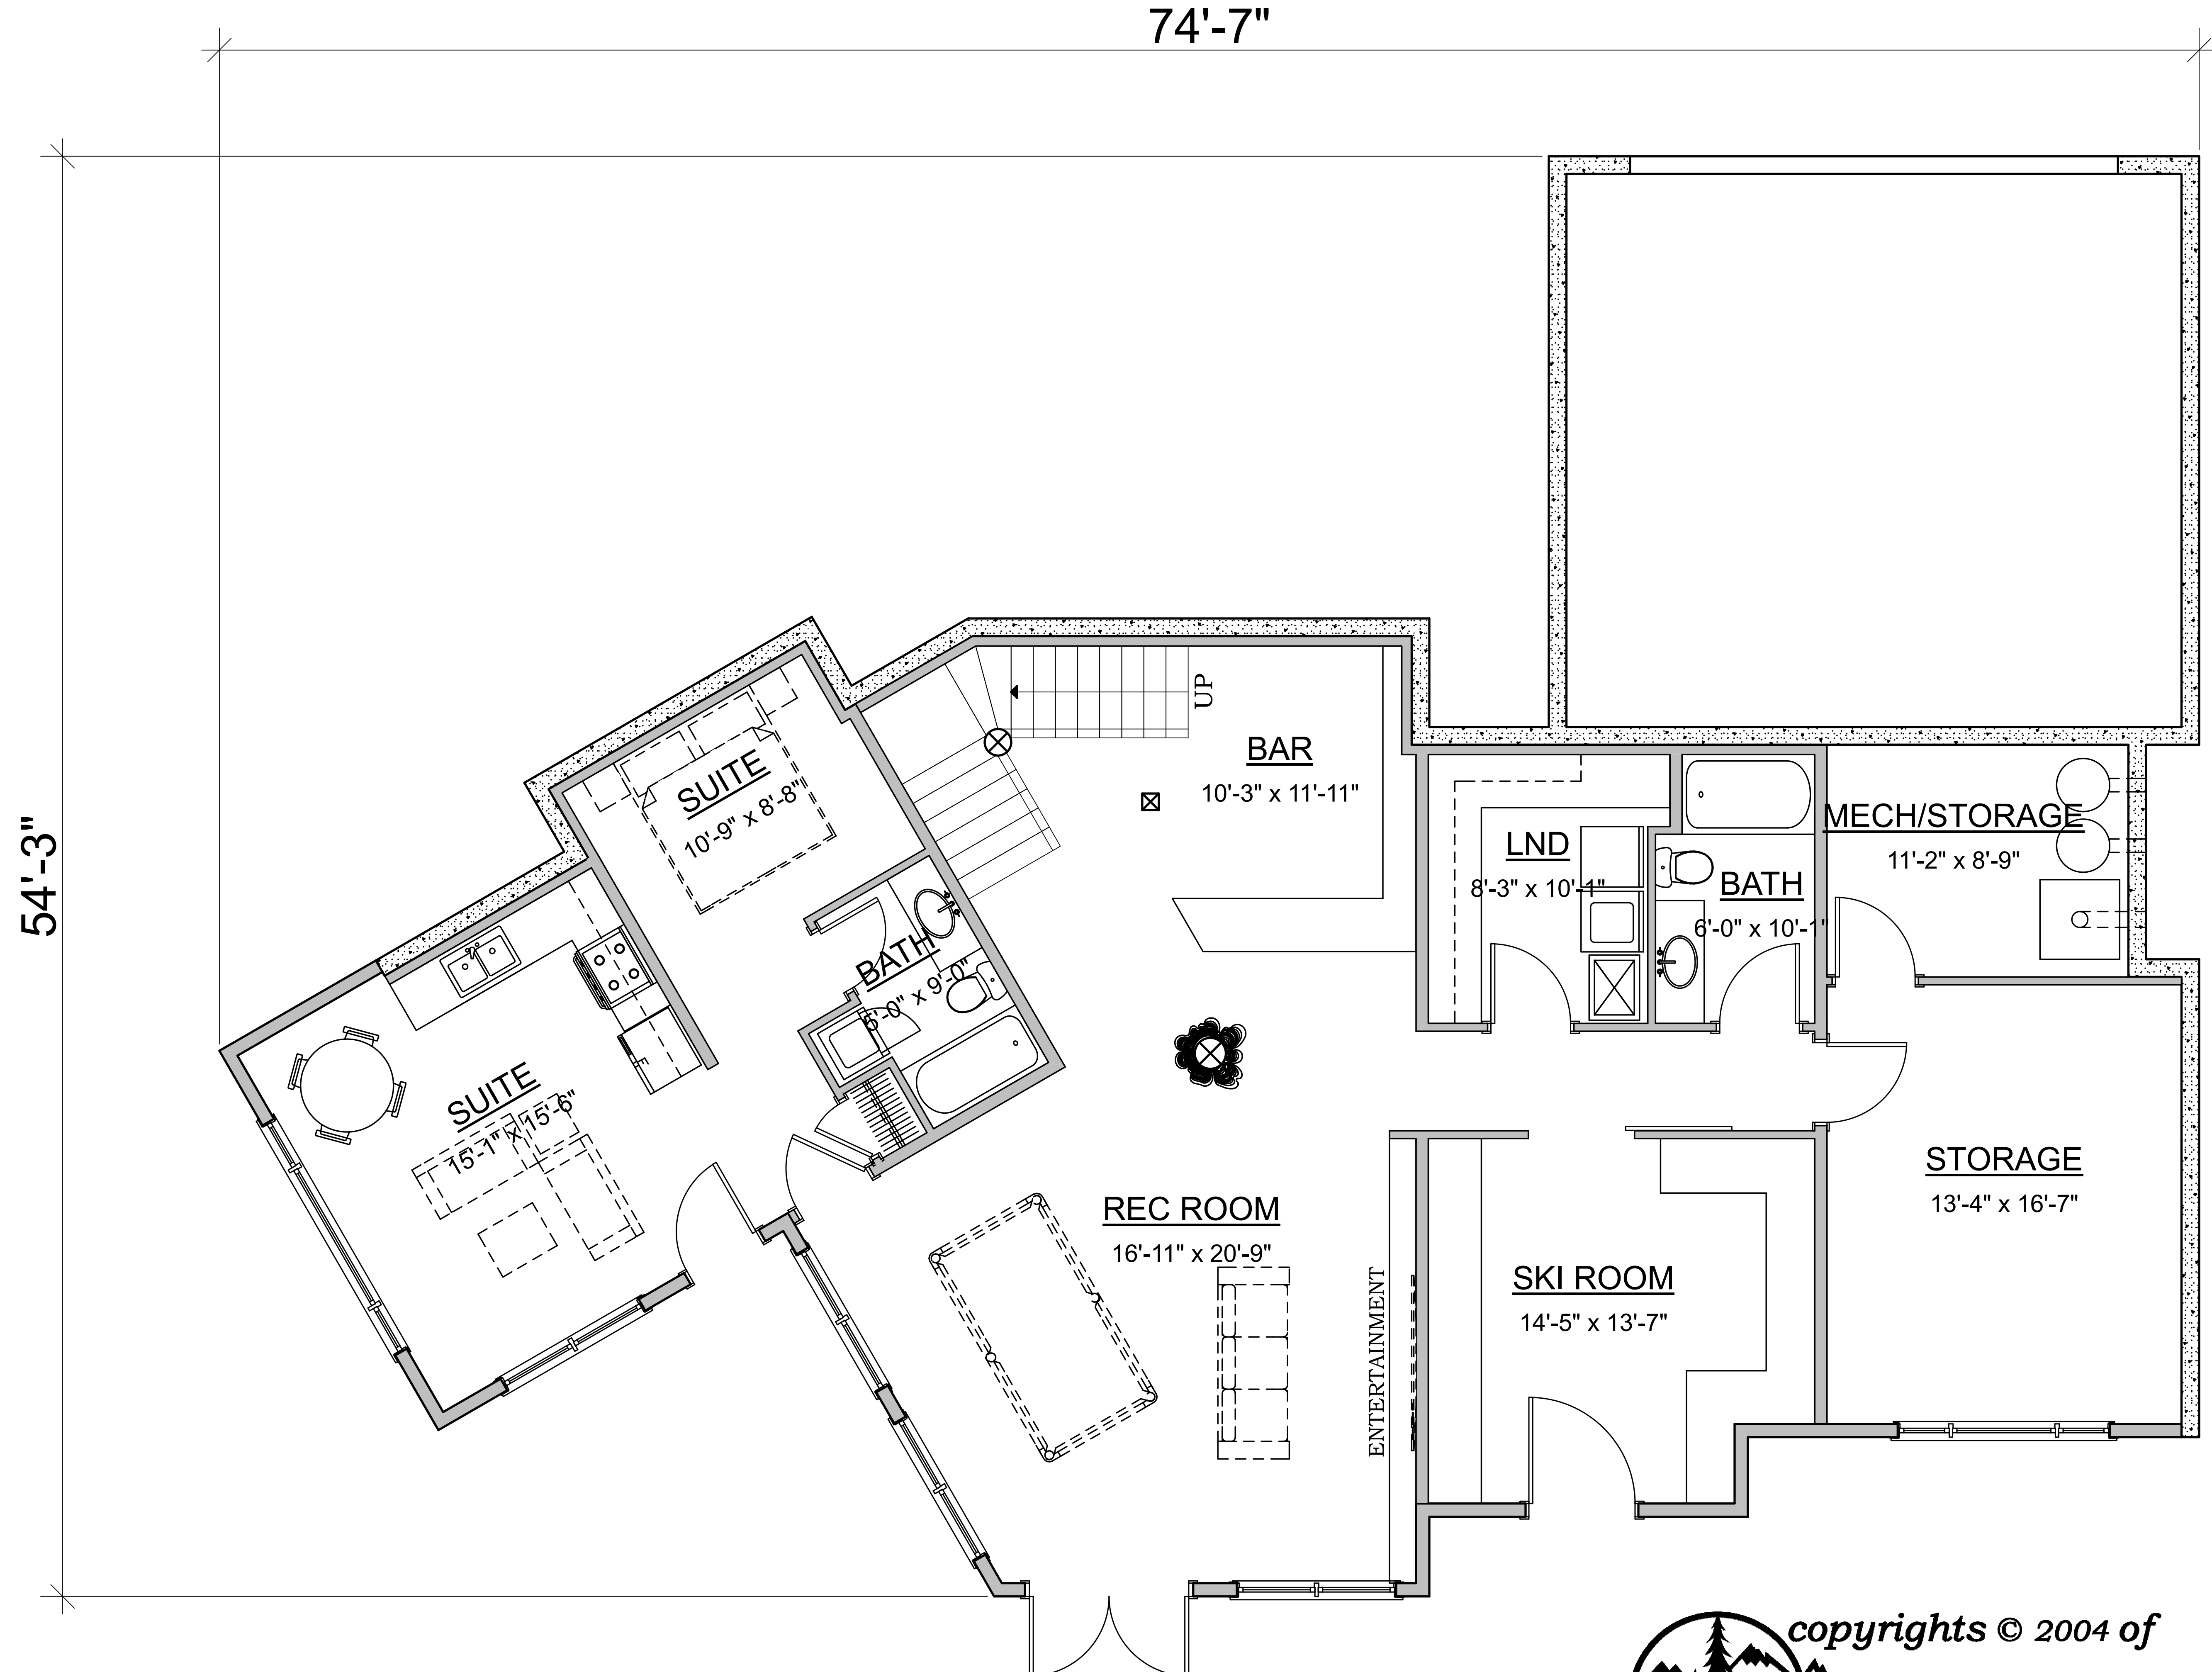 74'-7"
54'-3"
UP
BAR
10'-3" x 11'-11"
SUITE
10'-9" x 8'-8"
LND
8'-3" x 10'-1"
BATH
6'-0" x 10'-1"
MECH/STORAGE
11'-2" x 8'-9"
BATH
5'-0" x 9'-0"
SUITE
15'-1" x 15'-6"
REC ROOM
16'-11" x 20'-9"
ENTERTAINMENT
SKI ROOM
14'-5" x 13'-7"
STORAGE
13'-4" x 16'-7"
copyrights © 2004 of